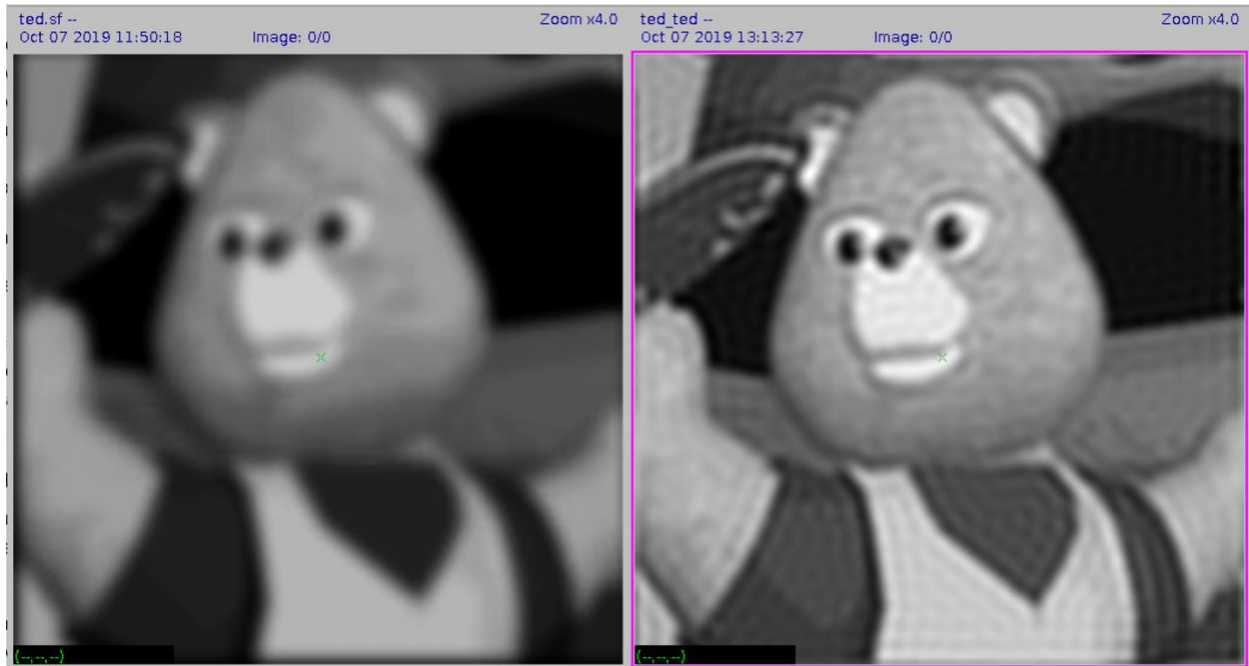 ted.sf -- Zoom x4.0
Oct 07 2019 11:50:18 Image: 0/0
ted_ted -- Zoom x4.0
Oct 07 2019 13:13:27 Image: 0/0
(--,--,--)
(--,--,--)